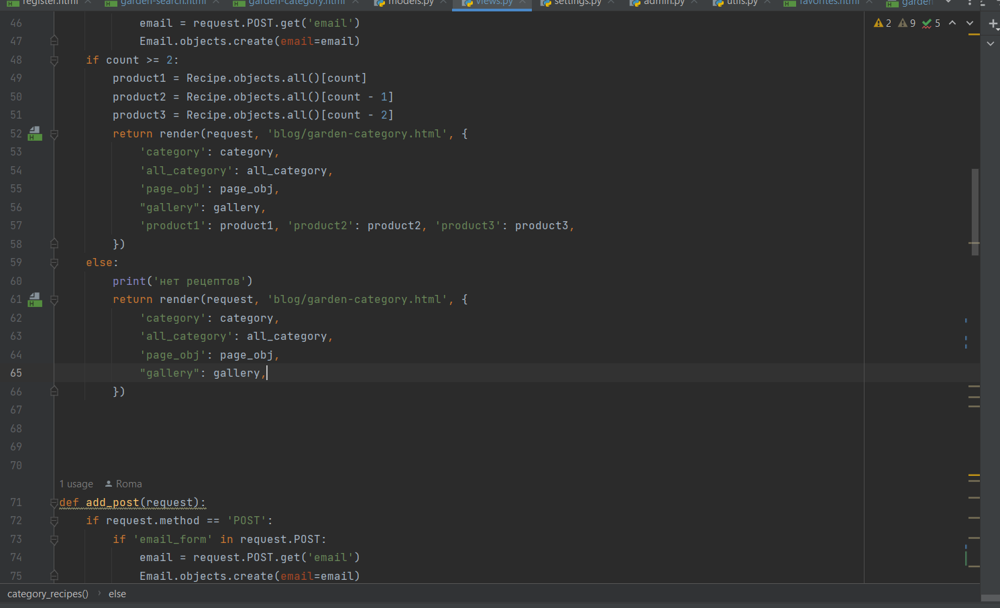 register.html garden-search.html garden-category.html models.py views.py settings.py admin.py utils.py favorites.html garden
2 9 5
46 email = request.POST.get('email')
47 Email.objects.create(email=email)
48 if count >= 2:
49 product1 = Recipe.objects.all()[count]
50 product2 = Recipe.objects.all()[count - 1]
51 product3 = Recipe.objects.all()[count - 2]
52 return render(request, 'blog/garden-category.html', {
53 'category': category,
54 'all_category': all_category,
55 'page_obj': page_obj,
56 "gallery": gallery,
57 'product1': product1, 'product2': product2, 'product3': product3,
58 })
59 else:
60 print('нет рецептов')
61 return render(request, 'blog/garden-category.html', {
62 'category': category,
63 'all_category': all_category,
64 'page_obj': page_obj,
65 "gallery": gallery,
66 })
67
68
69
70
1 usage Roma
71 def add_post(request):
72 if request.method == 'POST':
73 if 'email_form' in request.POST:
74 email = request.POST.get('email')
75 Email.objects.create(email=email)
category_recipes() › else